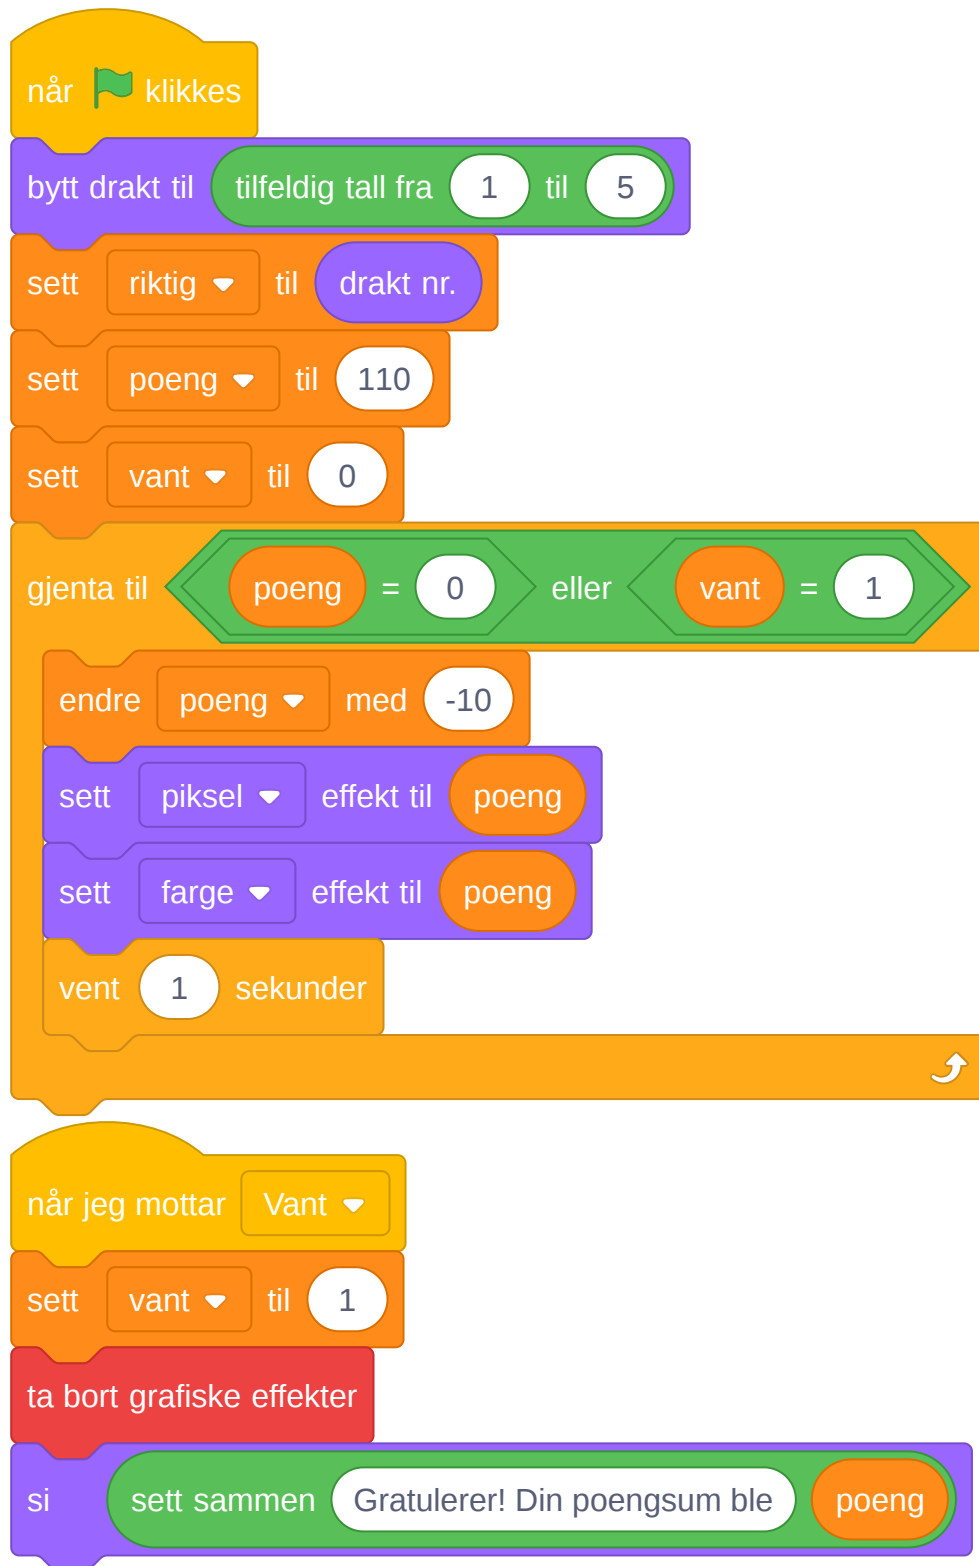 når klikkes
bytt drakt til tilfeldig tall fra 1 til 5
sett riktig til drakt nr.
sett poeng til 110
sett vant til 0
gjenta til poeng = 0 eller vant = 1
endre poeng med -10
sett piksel effekt til poeng
sett farge effekt til poeng
vent 1 sekunder
når jeg mottar Vant
sett vant til 1
ta bort grafiske effekter
si sett sammen Gratulerer! Din poengsum ble poeng